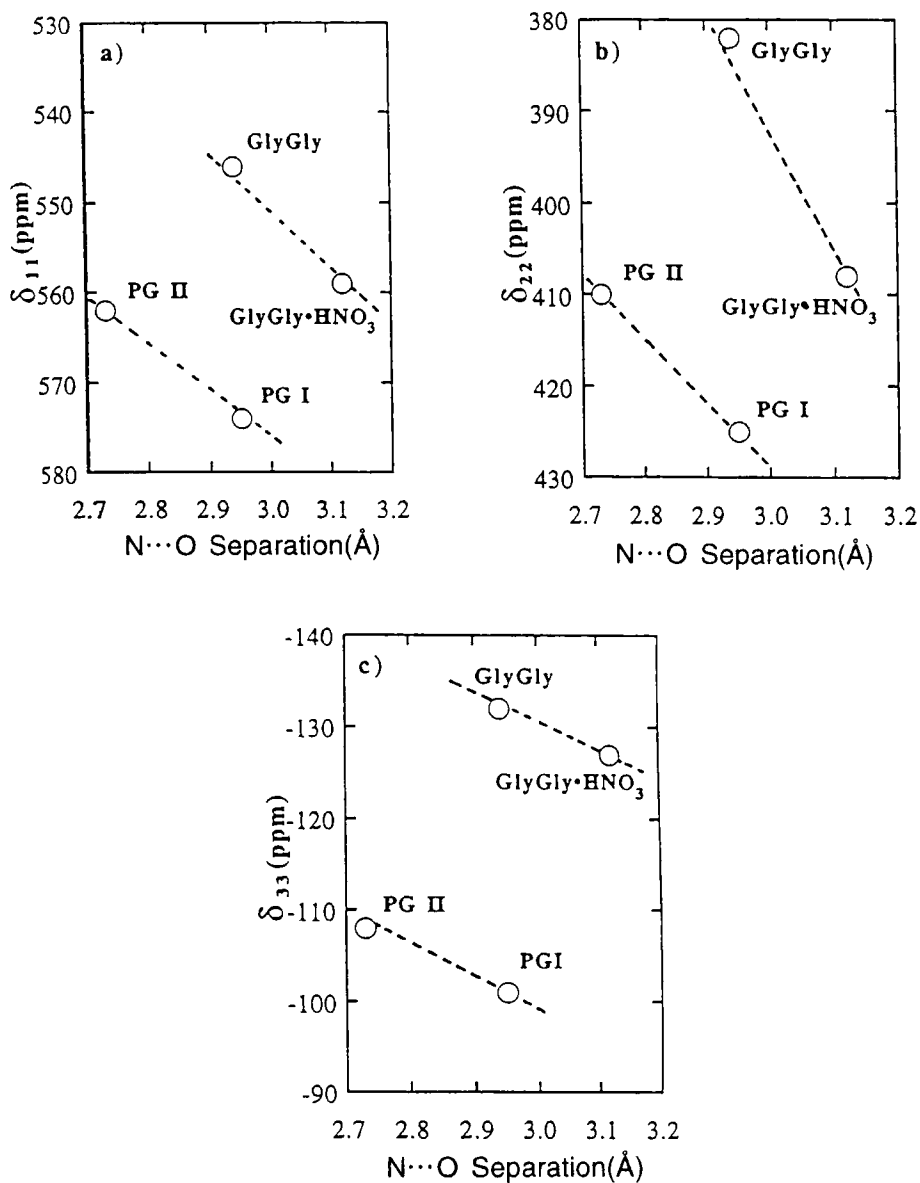 a)
530
540
550
560
570
580
δ11(ppm)
GlyGly
PG II
GlyGly•HNO3
PG I
2.7 2.8 2.9 3.0 3.1 3.2
N···O Separation(Å)
b)
380
390
400
410
420
430
δ22(ppm)
GlyGly
PG II
GlyGly•HNO3
PG I
2.7 2.8 2.9 3.0 3.1 3.2
N···O Separation(Å)
c)
-140
-130
-120
-110
-100
-90
δ33(ppm)
GlyGly
GlyGly•HNO3
PG II
PGI
2.7 2.8 2.9 3.0 3.1 3.2
N···O Separation(Å)